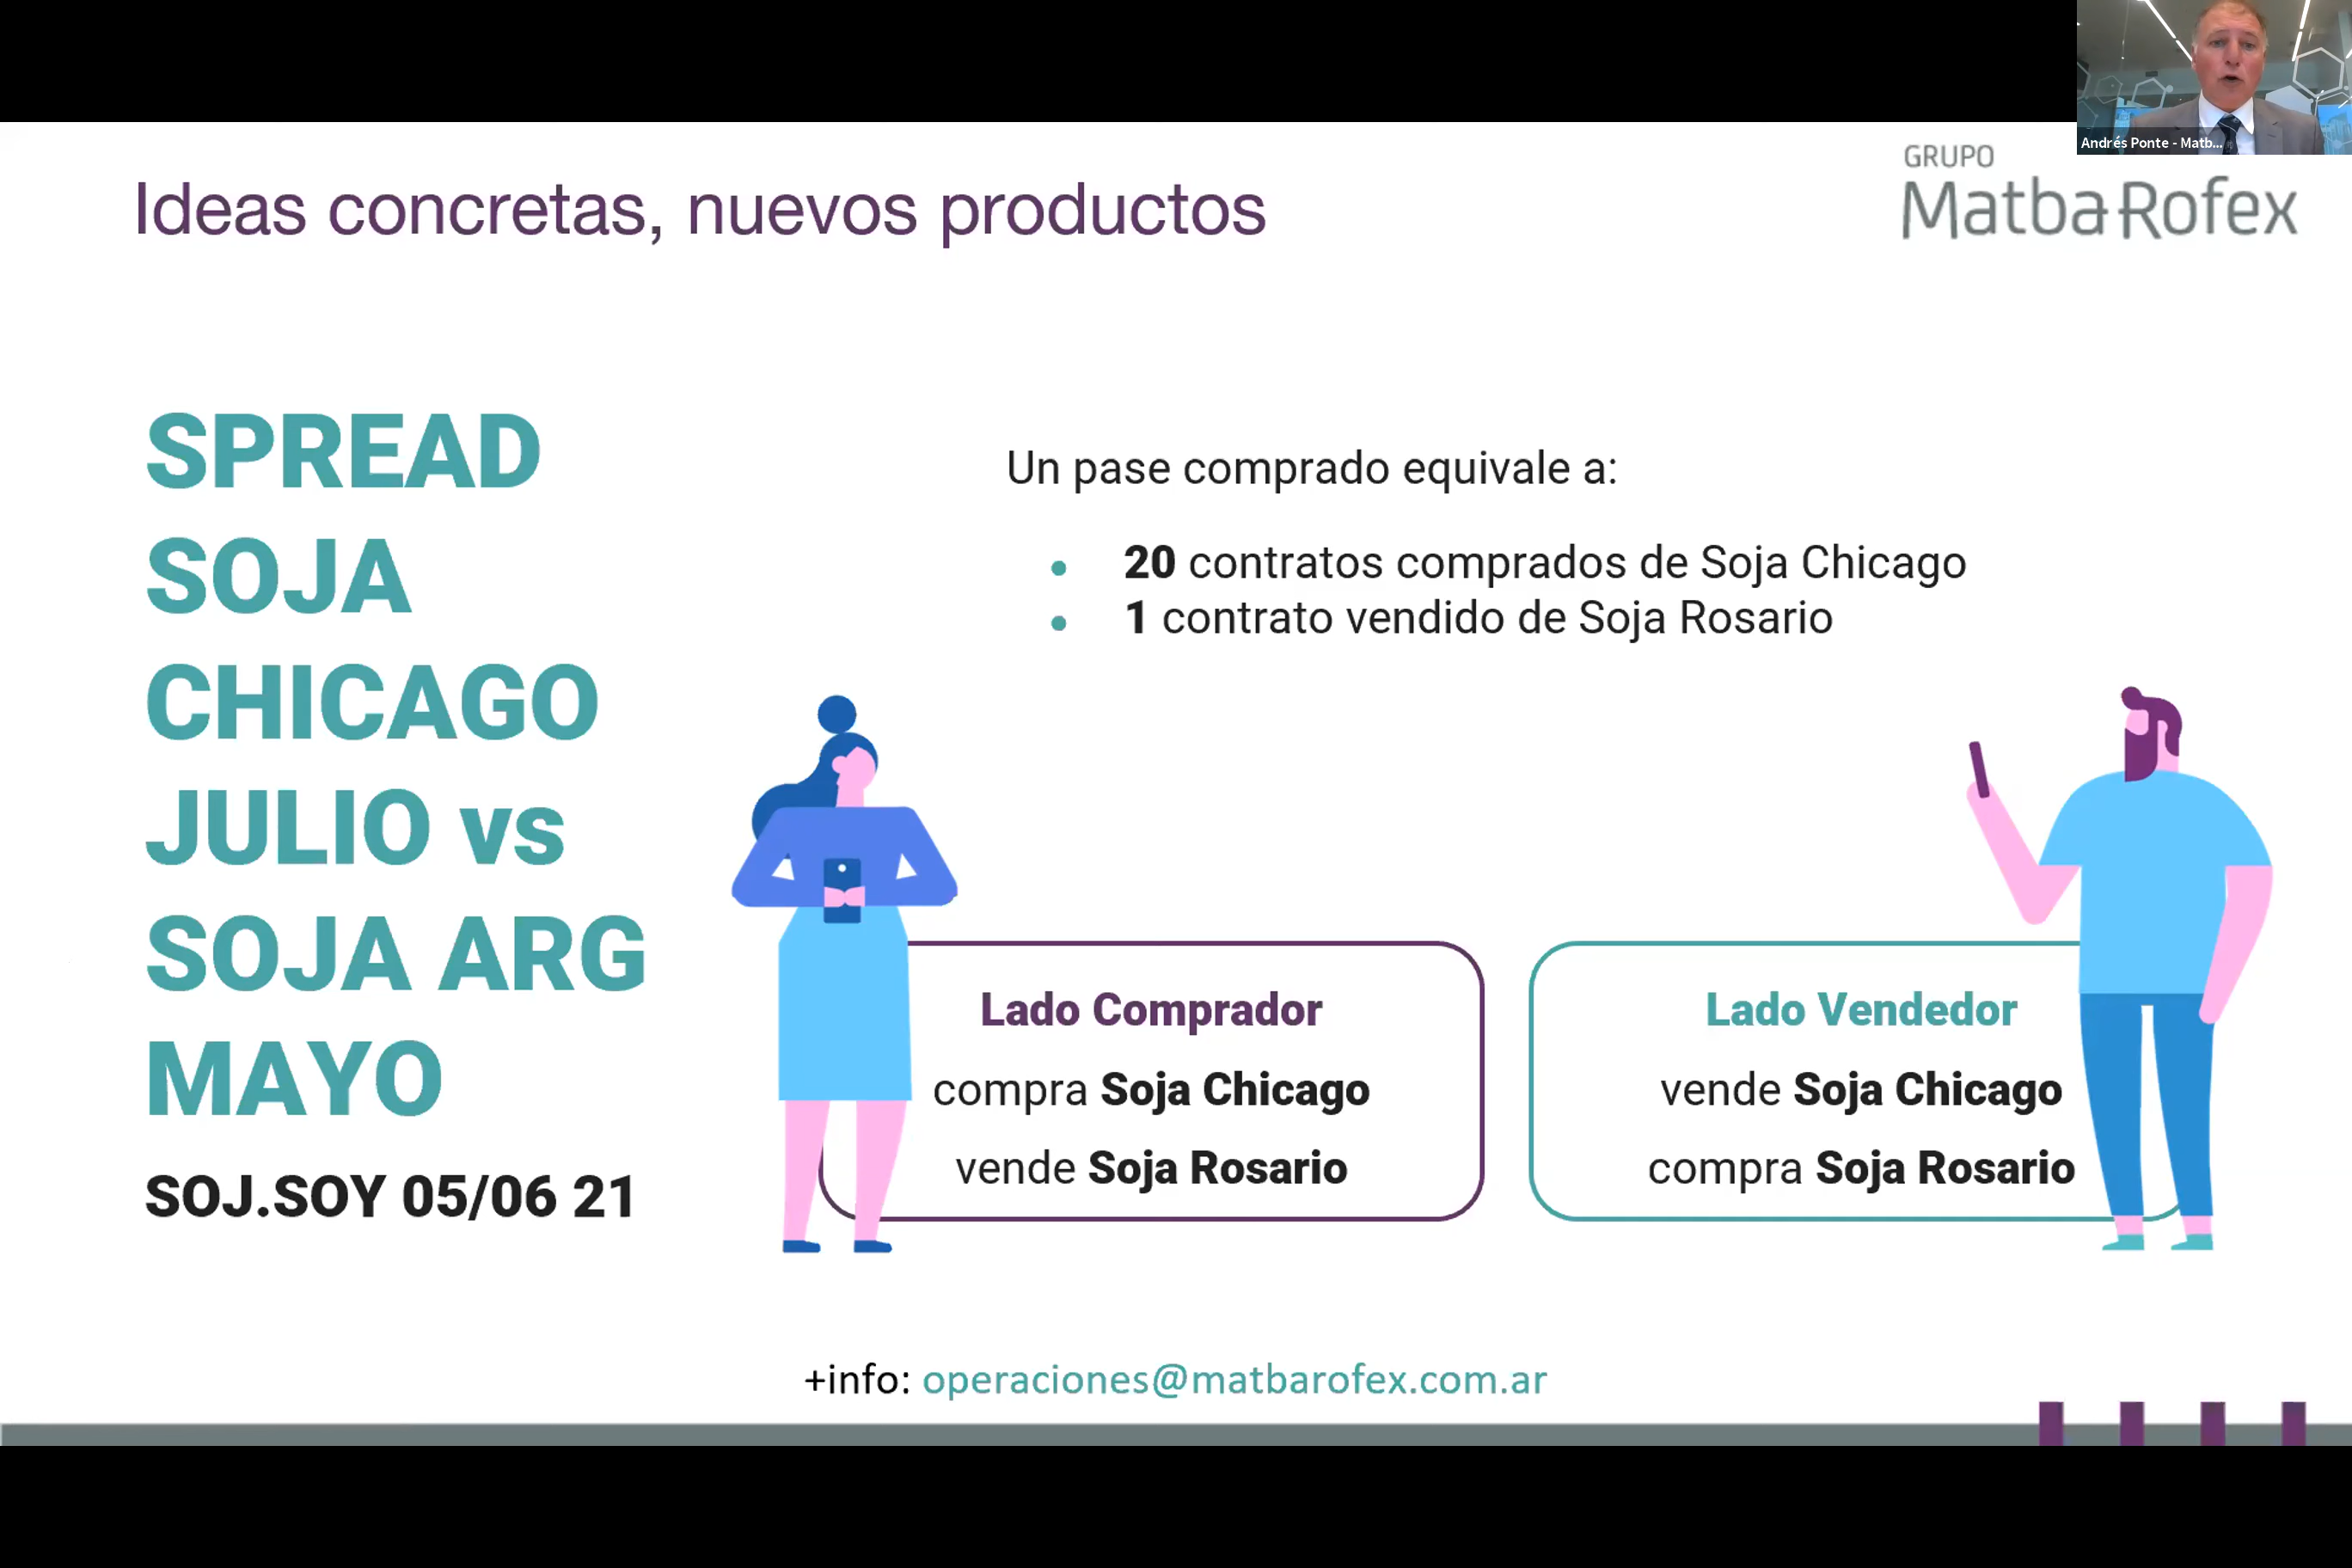 Andrés Ponte - Matb...
GRUPO
MatbaRofex
Ideas concretas, nuevos productos
SPREAD
SOJA
CHICAGO
JULIO vs
SOJA ARG
MAYO
SOJ.SOY 05/06 21
Un pase comprado equivale a:
• 20 contratos comprados de Soja Chicago
• 1 contrato vendido de Soja Rosario
Lado Comprador
compra Soja Chicago
vende Soja Rosario
Lado Vendedor
vende Soja Chicago
compra Soja Rosario
+info: operaciones@matbarofex.com.ar